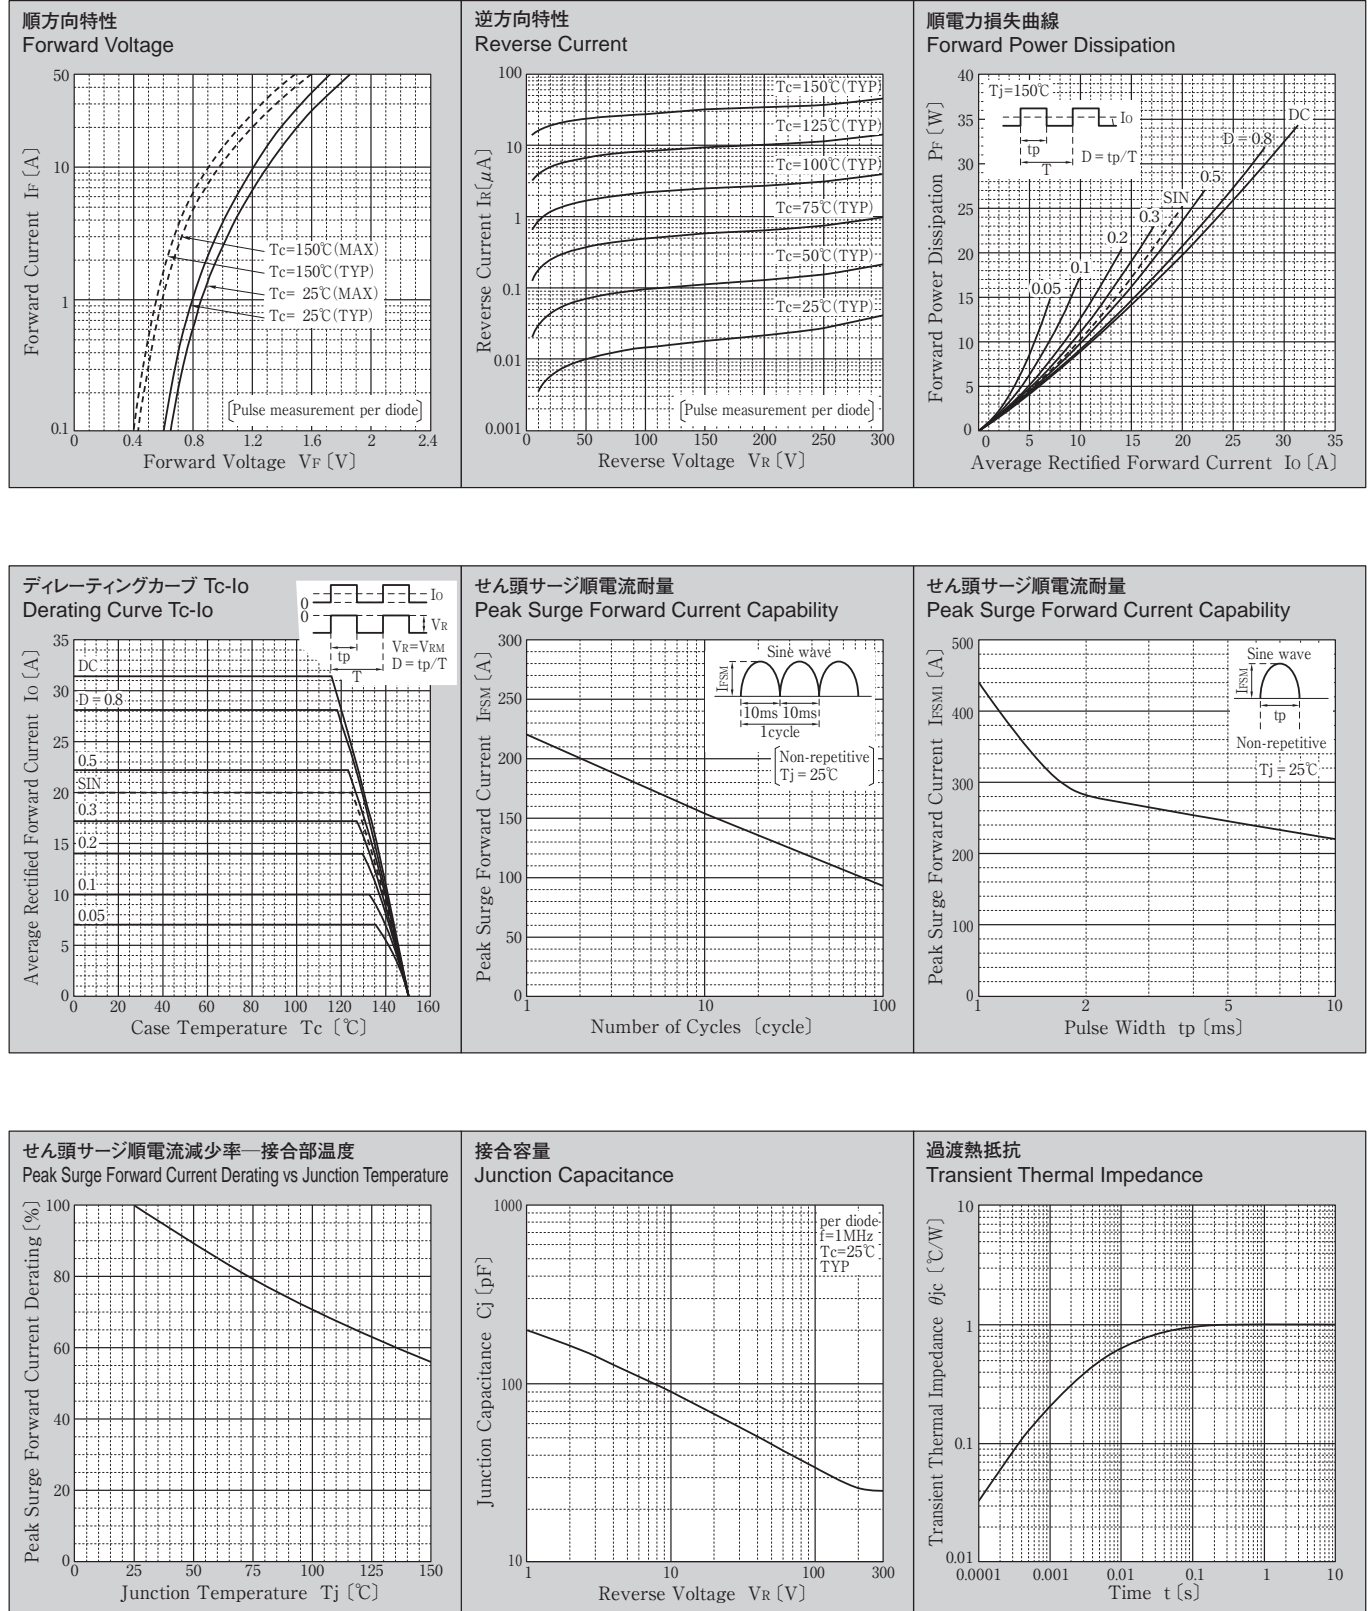 順方向特性
Forward Voltage
Forward Current IF〔A〕
50
10
1
0.1
0
0.4
0.8
1.2
1.6
2
2.4
Tc=150℃(MAX)
Tc=150℃(TYP)
Tc= 25℃(MAX)
Tc= 25℃(TYP)
〔Pulse measurement per diode〕
Forward Voltage VF〔V〕
逆方向特性
Reverse Current
Reverse Current IR〔μA〕
100
10
1
0.1
0.01
0.001
0
50
100
150
200
250
300
Tc=150℃(TYP)
Tc=125℃(TYP)
Tc=100℃(TYP)
Tc=75℃(TYP)
Tc=50℃(TYP)
Tc=25℃(TYP)
〔Pulse measurement per diode〕
Reverse Voltage VR〔V〕
順電力損失曲線
Forward Power Dissipation
Forward Power Dissipation PF〔W〕
40
35
30
25
20
15
10
5
0
Tj=150℃
IO
tp
T
D=tp/T
DC
D=0.8
0.5
SIN
0.3
0.2
0.1
0.05
0
5
10
15
20
25
30
35
Average Rectified Forward Current IO〔A〕
ディレーティングカーブ Tc-Io
Derating Curve Tc-Io
0
IO
0
VR
tp
VR=VRM
D=tp/T
T
Average Rectified Forward Current IO〔A〕
35
30
25
20
15
10
5
0
DC
D=0.8
0.5
SIN
0.3
0.2
0.1
0.05
0
20
40
60
80
100
120
140
160
Case Temperature Tc〔℃〕
せん頭サージ順電流耐量
Peak Surge Forward Current Capability
Peak Surge Forward Current IFSM〔A〕
300
250
200
150
100
50
0
Sine wave
IFSM
10ms 10ms
1cycle
〔Non-repetitive
Tj=25℃〕
1
10
100
Number of Cycles〔cycle〕
せん頭サージ順電流耐量
Peak Surge Forward Current Capability
Peak Surge Forward Current IFSM1〔A〕
500
400
300
200
100
0
Sine wave
IFSM
tp
Non-repetitive
Tj=25℃
1
2
5
10
Pulse Width tp〔ms〕
せん頭サージ順電流減少率―接合部温度
Peak Surge Forward Current Derating vs Junction Temperature
Peak Surge Forward Current Derating〔%〕
100
80
60
40
20
0
0
25
50
75
100
125
150
Junction Temperature Tj〔℃〕
接合容量
Junction Capacitance
Junction Capacitance Cj〔pF〕
1000
100
10
per diode
f=1MHz
Tc=25℃
TYP
1
10
100
300
Reverse Voltage VR〔V〕
過渡熱抵抗
Transient Thermal Impedance
Transient Thermal Impedance θjc〔℃/W〕
10
1
0.1
0.01
0.0001
0.001
0.01
0.1
1
10
Time t〔s〕